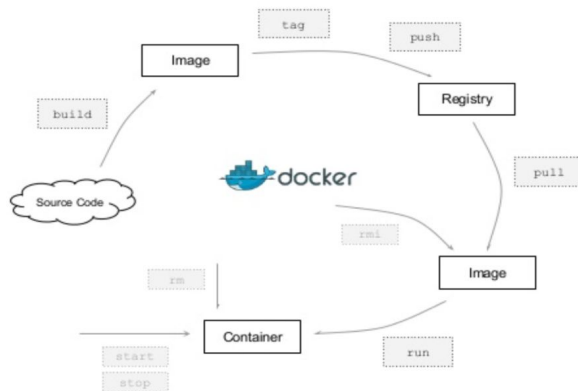 tag
push
Image
Registry
build
docker
Source Code
pull
rmi
Image
rm
Container
run
start
stop